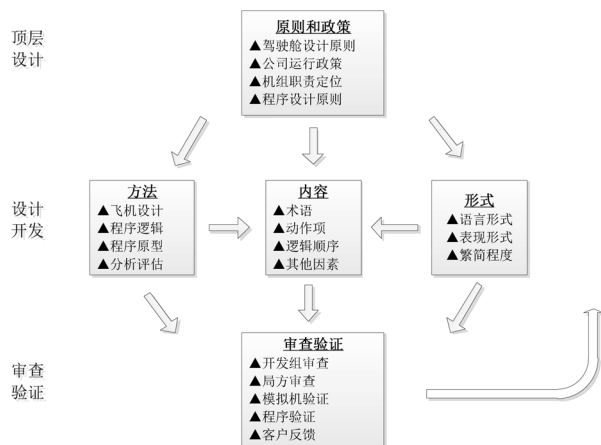 顶层
设计
原则和政策
▲驾驶舱设计原则
▲公司运行政策
▲机组职责定位
▲程序设计原则
设计
开发
方法
▲飞机设计
▲程序逻辑
▲程序原型
▲分析评估
内容
▲术语
▲动作项
▲逻辑顺序
▲其他因素
形式
▲语言形式
▲表现形式
▲繁简程度
审查
验证
审查验证
▲开发组审查
▲局方审查
▲模拟机验证
▲程序验证
▲客户反馈